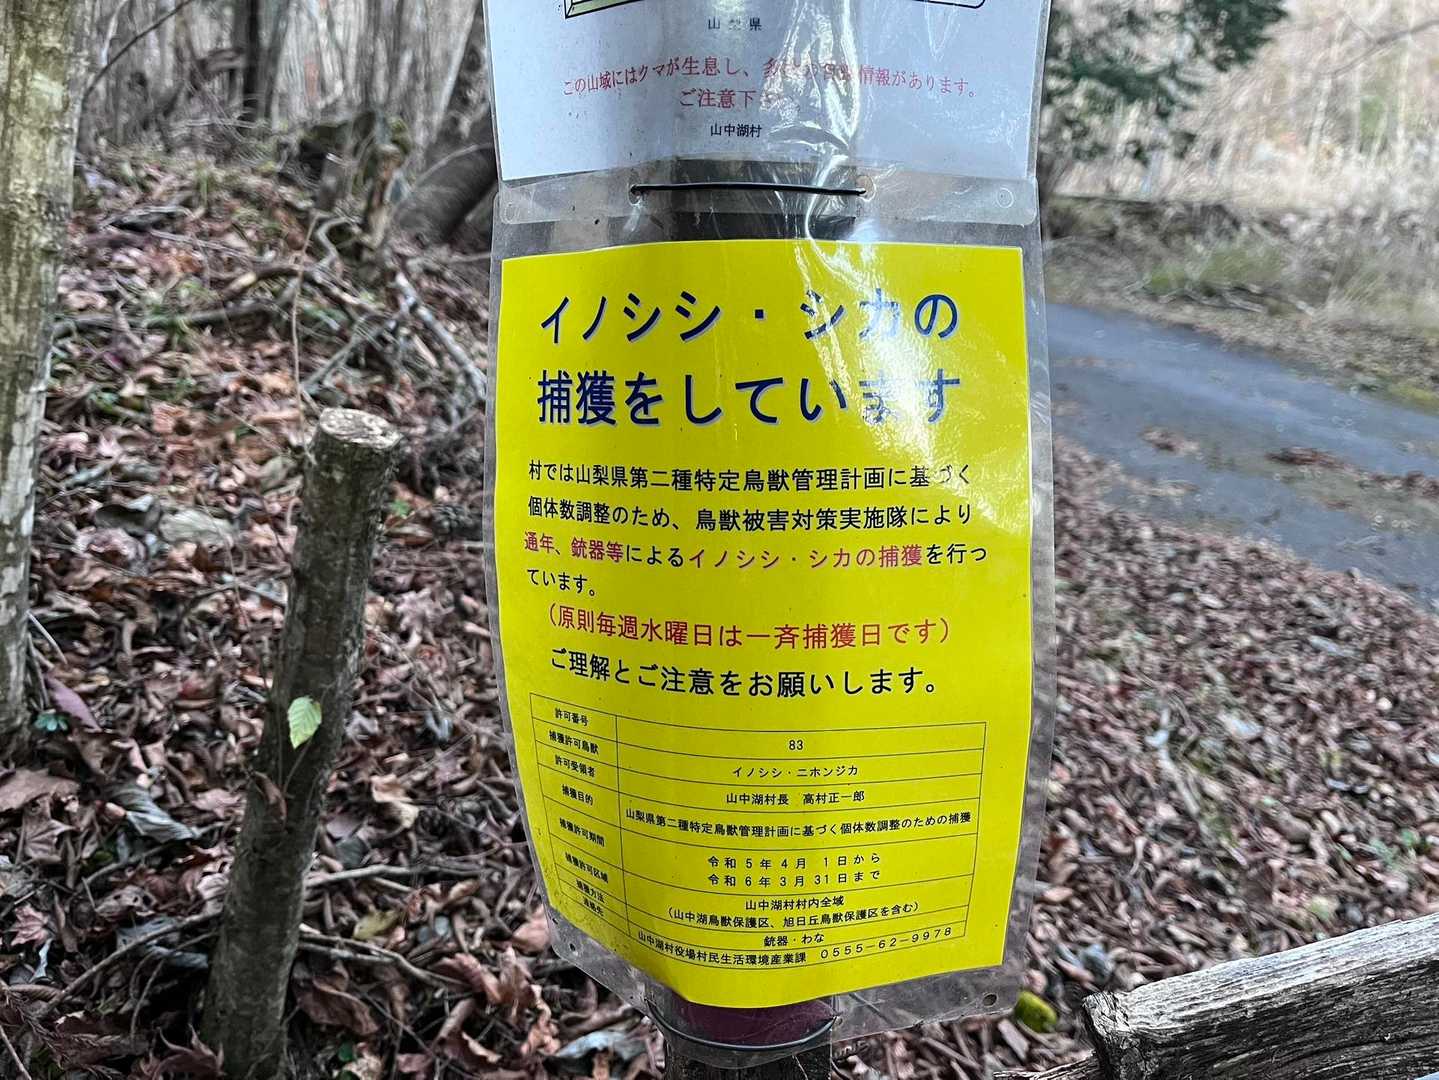 山梨県
この山域にはクマが生息し、多 情報があります。
ご注意下
山中湖村
イノシシ・シカの
捕獲をしています
村では山梨県第二種特定鳥獣管理計画に基づく
個体数調整のため、鳥獣被害対策実施隊により
通年、銃器等によるイノシシ・シカの捕獲を行っ
ています。
（原則毎週水曜日は一斉捕獲日です）
ご理解とご注意をお願いします。
許可番号 83
捕獲許可鳥獣 イノシシ・ニホンジカ
許可受領者 山中湖村長 高村正一郎
捕獲目的 山梨県第二種特定鳥獣管理計画に基づく個体数調整のための捕獲
捕獲許可期間 令和5年4月 1日から
令和6年3月31日まで
捕獲許可区域 山中湖村村内全域
（山中湖鳥獣保護区、旭日丘鳥獣保護区を含む）
捕獲方法 銃器・わな
連絡先 山中湖村役場村民生活環境産業課 0555-62-9978